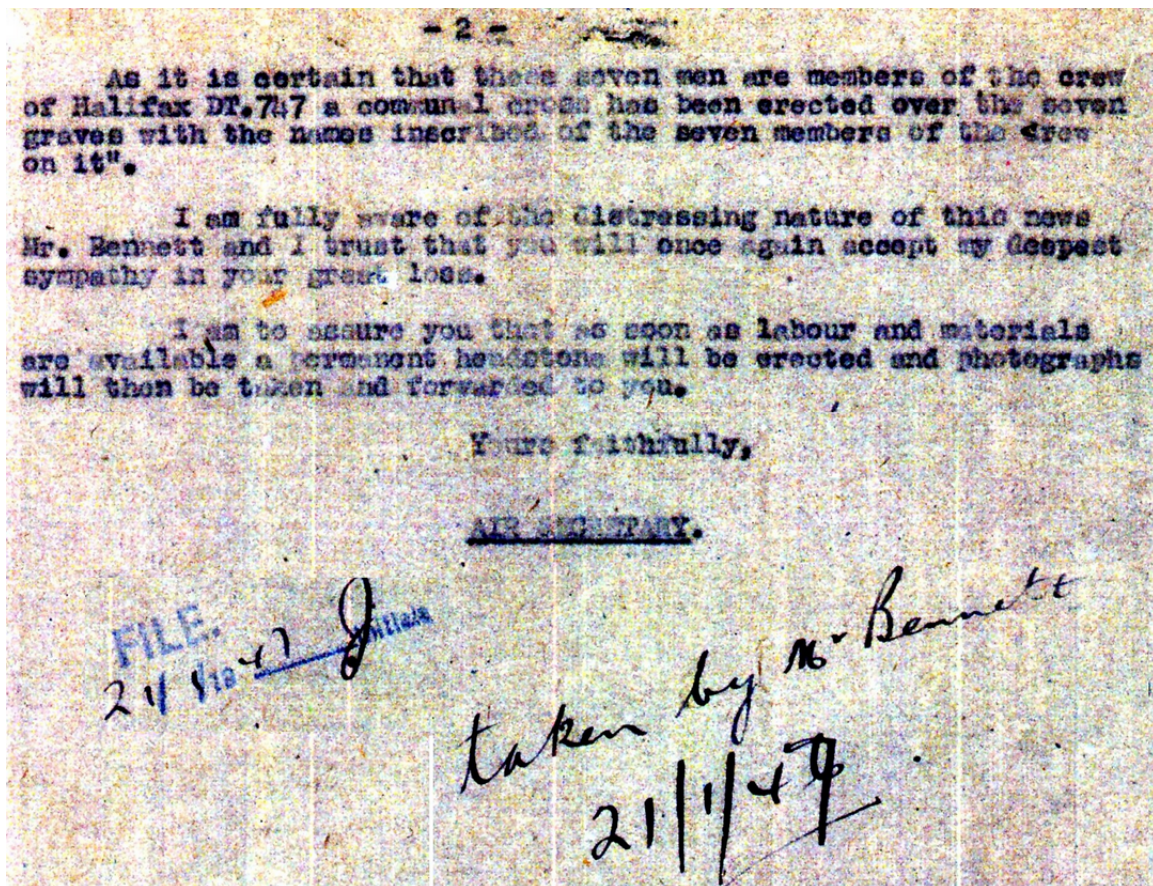 - 2 -
As it is certain that these seven men are members of the crew
of Halifax DT.747 a communal cross has been erected over the seven
graves with the names inscribed of the seven members of the crew
on it".
I am fully aware of the distressing nature of this news
Mr. Bennett and I trust that you will once again accept my deepest
sympathy in your great loss.
I am to assure you that as soon as labour and materials
are available a permanent headstone will be erected and photographs
will then be taken and forwarded to you.
Yours faithfully,
AIR SECRETARY.
FILE.
21/1/1947
taken by Mr Bennett
21/1/47